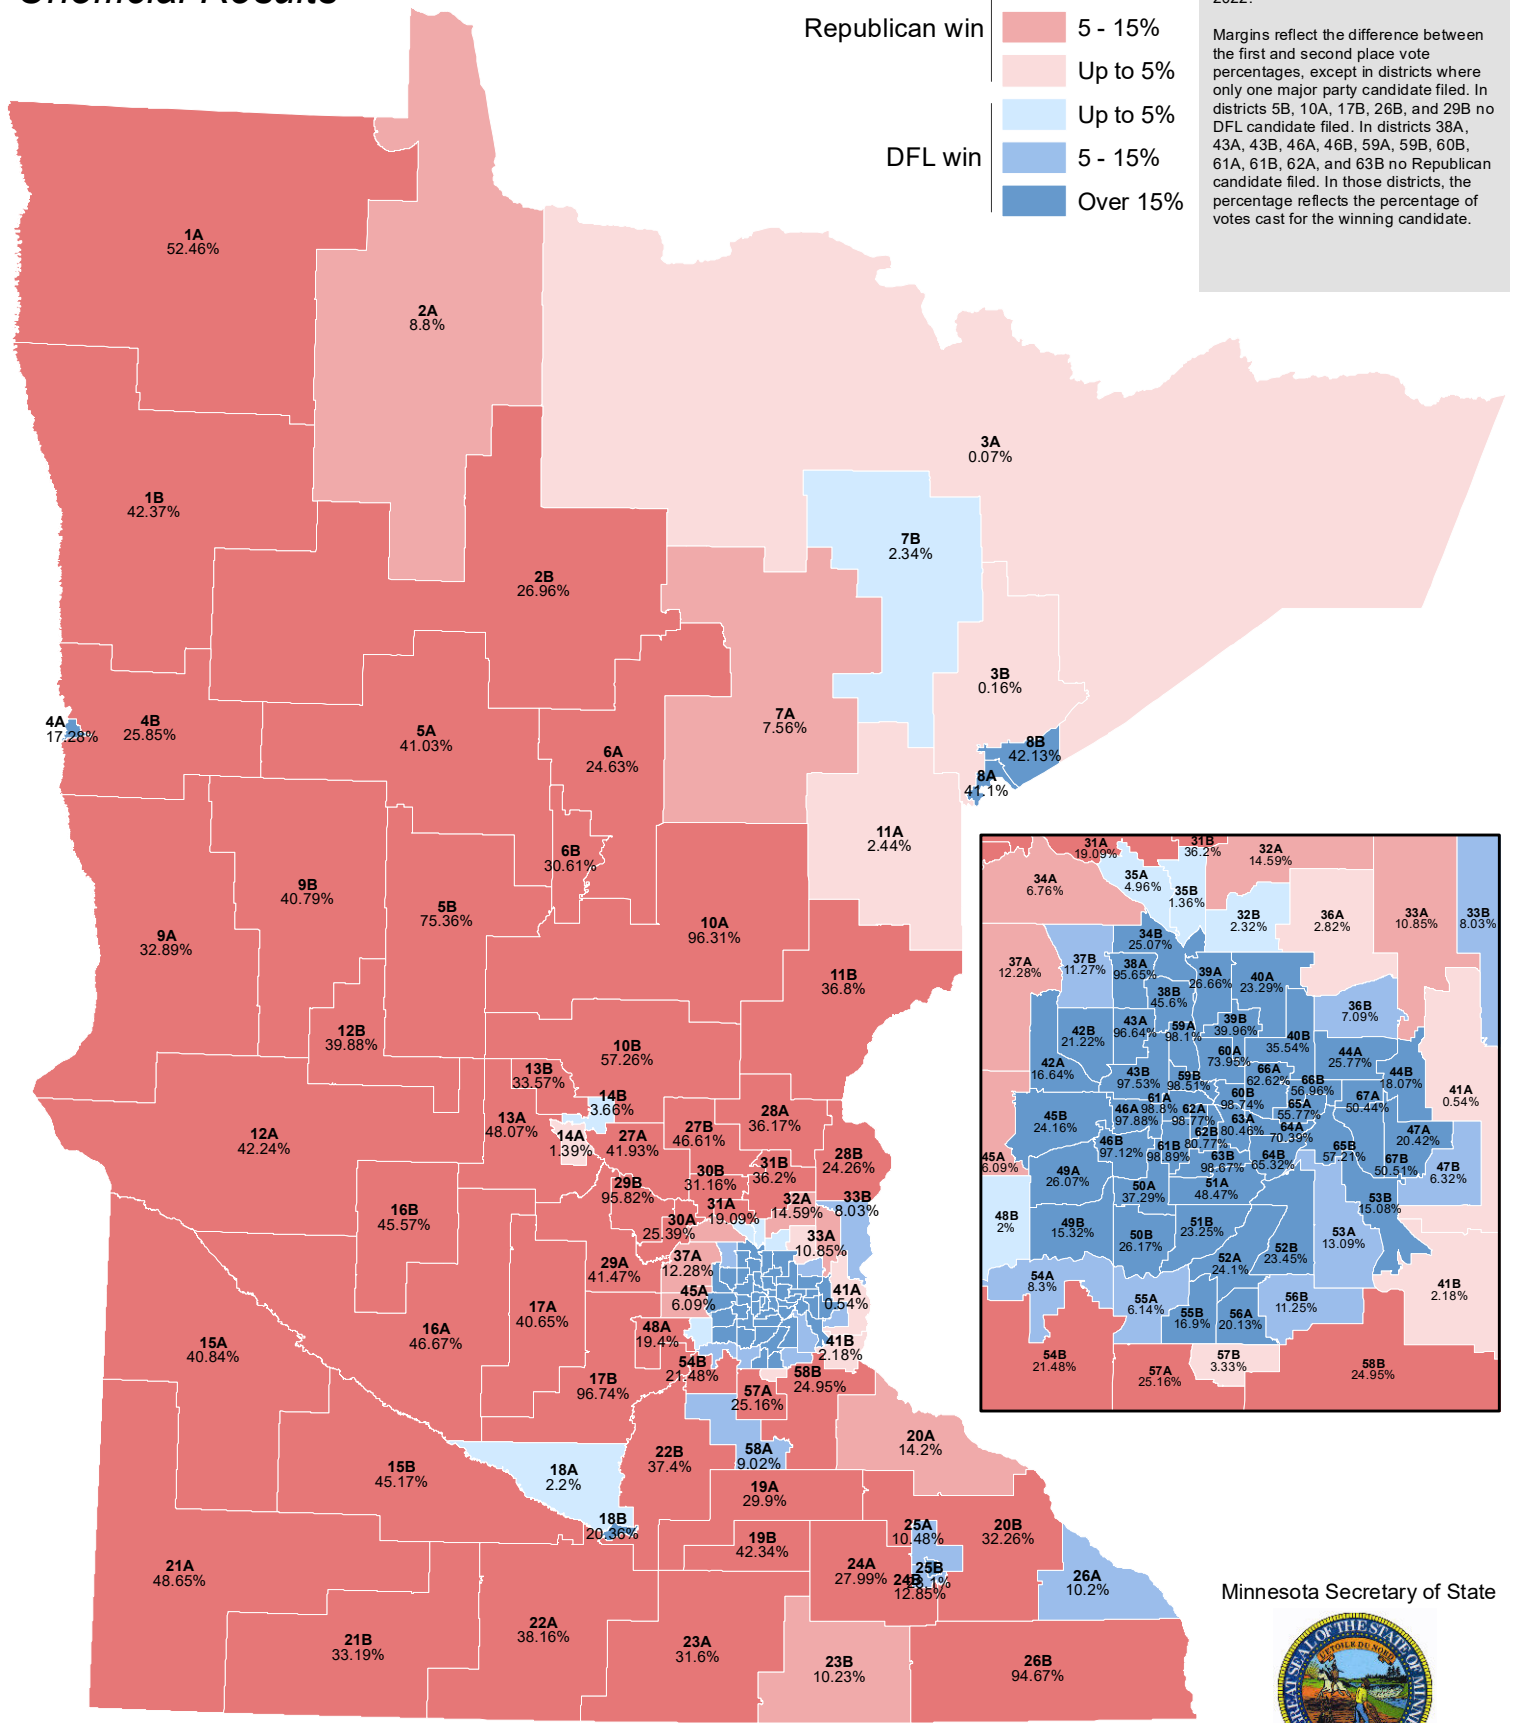 Unofficial Results
Republican win
5 - 15%
Up to 5%
DFL win
Up to 5%
5 - 15%
Over 15%
2022.
Margins reflect the difference between
the first and second place vote
percentages, except in districts where
only one major party candidate filed. In
districts 5B, 10A, 17B, 26B, and 29B no
DFL candidate filed. In districts 38A,
43A, 43B, 46A, 46B, 59A, 59B, 60B,
61A, 61B, 62A, and 63B no Republican
candidate filed. In those districts, the
percentage reflects the percentage of
votes cast for the winning candidate.
1A
52.46%
2A
8.8%
3A
0.07%
1B
42.37%
7B
2.34%
2B
26.96%
3B
0.16%
4A
17.28%
4B
25.85%
5A
41.03%
7A
7.56%
6A
24.63%
8B
42.13%
8A
41.1%
11A
2.44%
6B
30.61%
9B
40.79%
5B
75.36%
9A
32.89%
10A
96.31%
11B
36.8%
12B
39.88%
10B
57.26%
13B
33.57%
14B
3.66%
13A
48.07%
12A
42.24%
14A
1.39%
27A
41.93%
27B
46.61%
28A
36.17%
28B
24.26%
31B
36.2%
30B
31.16%
29B
95.82%
16B
45.57%
31A
19.09%
32A
14.59%
33B
8.03%
30A
25.39%
33A
10.85%
37A
12.28%
29A
41.47%
45A
6.09%
41A
0.54%
17A
40.65%
16A
46.67%
15A
40.84%
48A
19.4%
41B
2.18%
54B
21.48%
17B
96.74%
57A
25.16%
58B
24.95%
20A
14.2%
22B
37.4%
58A
9.02%
15B
45.17%
18A
2.2%
19A
29.9%
18B
20.36%
25A
10.48%
20B
32.26%
19B
42.34%
24A
27.99%
25B
24B
12.85%
26A
10.2%
21A
48.65%
22A
38.16%
21B
33.19%
23A
31.6%
23B
10.23%
26B
94.67%
31A
19.09%
31B
36.2%
32A
14.59%
34A
6.76%
35A
4.96%
35B
1.36%
32B
2.32%
36A
2.82%
33A
10.85%
33B
8.03%
34B
25.07%
37A
12.28%
37B
11.27%
38A
95.65%
39A
26.66%
40A
23.29%
38B
45.6%
36B
7.09%
42B
21.22%
43A
96.64%
59A
98.1%
39B
39.96%
40B
35.54%
44A
25.77%
60A
73.95%
42A
16.64%
43B
97.53%
59B
98.51%
66A
62.62%
66B
56.96%
44B
18.07%
41A
0.54%
60B
98.74%
67A
50.44%
61A
98.8%
65A
55.77%
45B
24.16%
46A
97.88%
62A
98.77%
63A
80.46%
64A
70.39%
47A
20.42%
62B
80.77%
46B
97.12%
61B
98.89%
65B
57.21%
45A
6.09%
63B
98.67%
64B
65.32%
67B
50.51%
47B
6.32%
49A
26.07%
50A
37.29%
51A
48.47%
53B
15.08%
48B
2%
49B
15.32%
51B
23.25%
50B
26.17%
53A
13.09%
52B
23.45%
52A
24.1%
54A
8.3%
41B
2.18%
55A
6.14%
56B
11.25%
55B
16.9%
56A
20.13%
54B
21.48%
57B
3.33%
57A
25.16%
58B
24.95%
Minnesota Secretary of State
L'ETOILE DU NORD